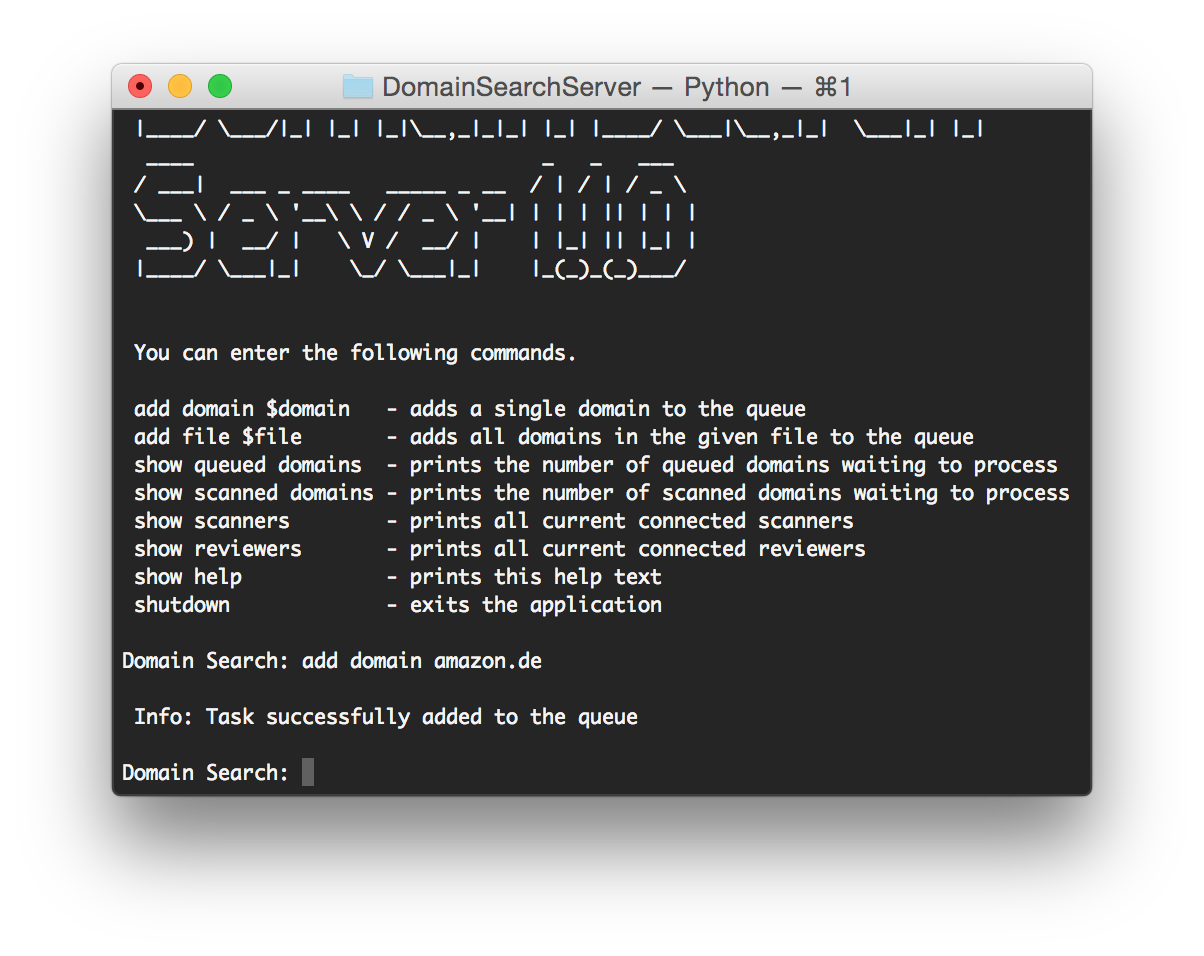 DomainSearchServer — Python — ⌘1
Server 1.1.0
You can enter the following commands.
add domain $domain   - adds a single domain to the queue
add file $file       - adds all domains in the given file to the queue
show queued domains  - prints the number of queued domains waiting to process
show scanned domains - prints the number of scanned domains waiting to process
show scanners        - prints all current connected scanners
show reviewers       - prints all current connected reviewers
show help            - prints this help text
shutdown             - exits the application
Domain Search: add domain amazon.de
Info: Task successfully added to the queue
Domain Search: